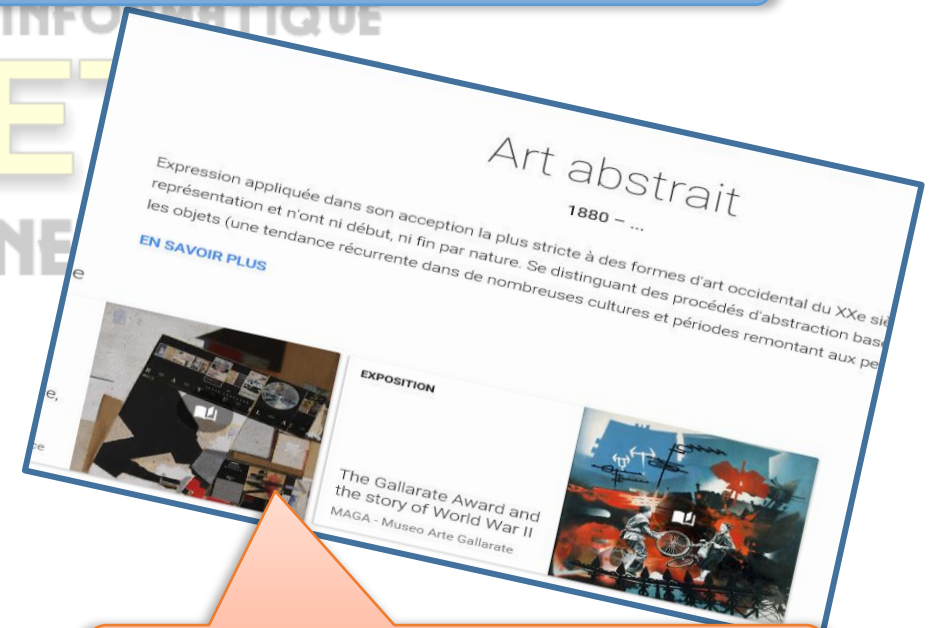 INFORMATIQUE
ET
NE
Art abstrait
1880 – ...
Expression appliquée dans son acception la plus stricte à des formes d'art occidental du XXe siè
représentation et n'ont ni début, ni fin par nature. Se distinguant des procédés d'abstraction bas
les objets (une tendance récurrente dans de nombreuses cultures et périodes remontant aux pe
EN SAVOIR PLUS
e
e,
ce
EXPOSITION
The Gallarate Award and
the story of World War II
MAGA - Museo Arte Gallarate